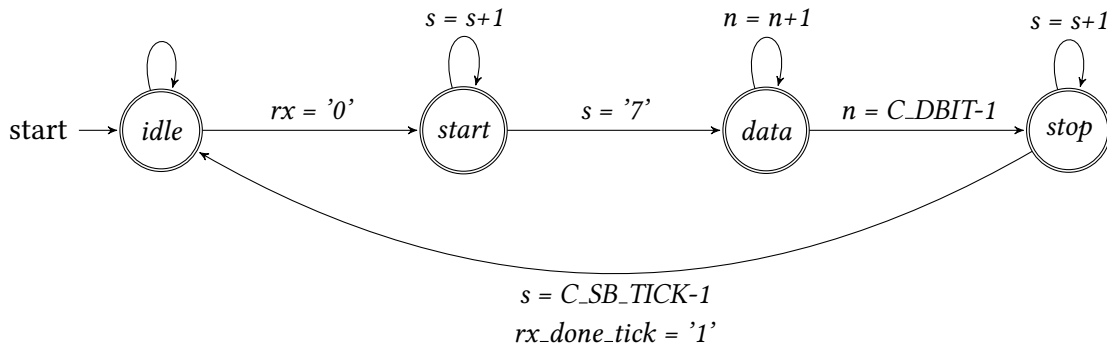 s = s+1
n = n+1
s = s+1
start
idle
rx = '0'
start
s = '7'
data
n = C_DBIT-1
stop
s = C_SB_TICK-1
rx_done_tick = '1'